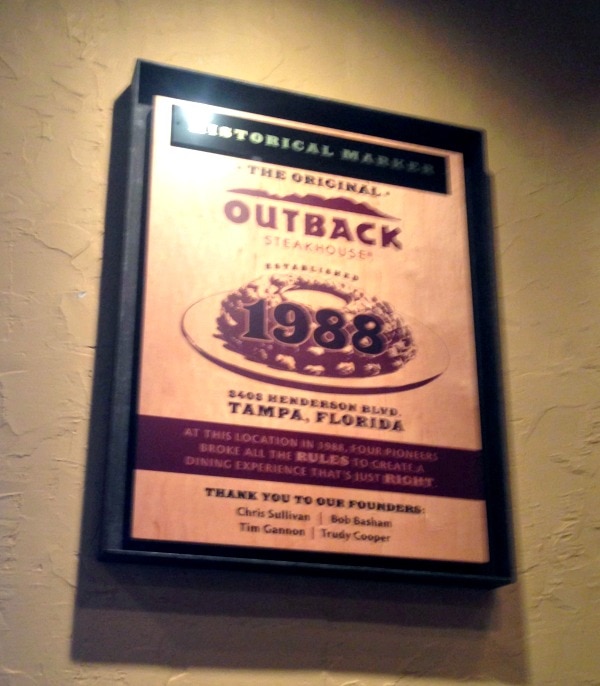 HISTORICAL MARKER
· THE ORIGINAL ·
OUTBACK
STEAKHOUSE®
ESTABLISHED
1988
3403 HENDERSON BLVD.
TAMPA, FLORIDA
AT THIS LOCATION IN 1988, FOUR PIONEERS
BROKE ALL THE RULES TO CREATE A
DINING EXPERIENCE THAT'S JUST RIGHT.
THANK YOU TO OUR FOUNDERS:
Chris Sullivan | Bob Basham
Tim Gannon | Trudy Cooper